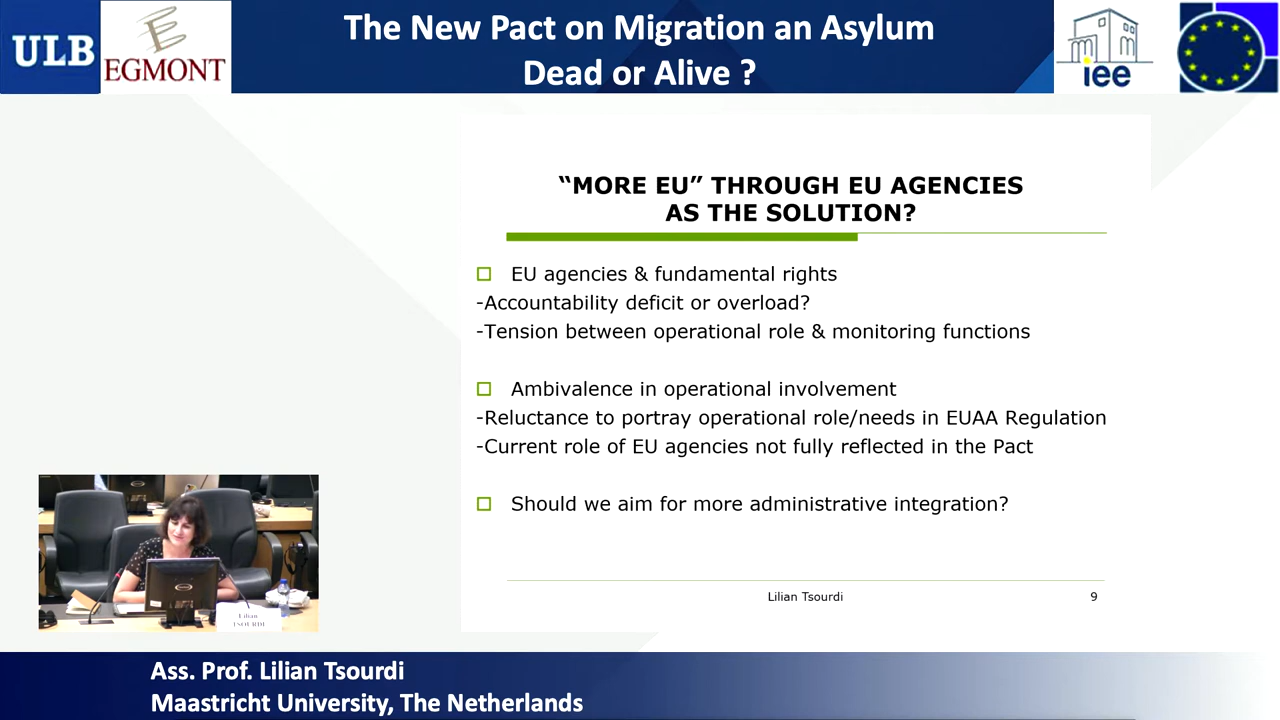 ULB
EGMONT
The New Pact on Migration an Asylum
Dead or Alive ?
iee
“MORE EU” THROUGH EU AGENCIES
AS THE SOLUTION?
EU agencies & fundamental rights
-Accountability deficit or overload?
-Tension between operational role & monitoring functions
Ambivalence in operational involvement
-Reluctance to portray operational role/needs in EUAA Regulation
-Current role of EU agencies not fully reflected in the Pact
Should we aim for more administrative integration?
Lilian Tsourdi
9
Lilian
TSOURDI
Ass. Prof. Lilian Tsourdi
Maastricht University, The Netherlands